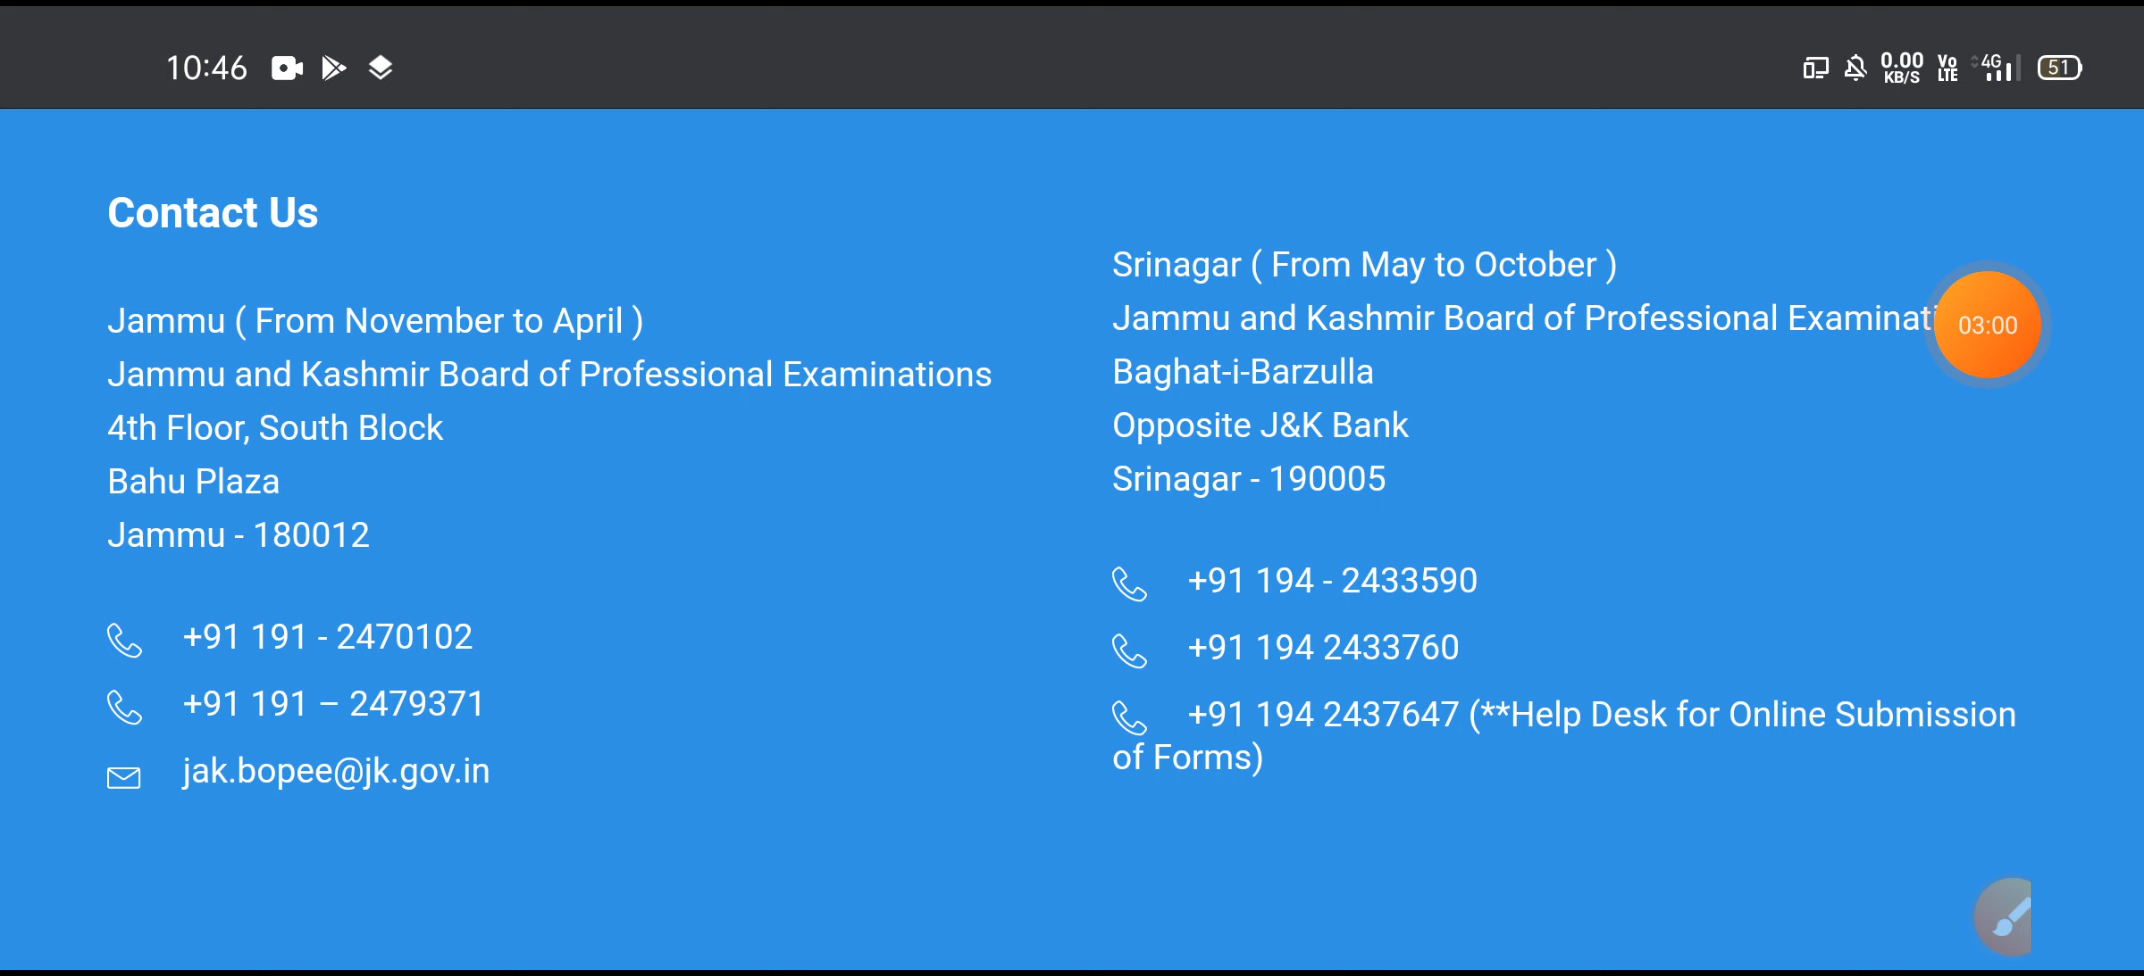 10:46
0.00 KB/S
Vo LTE
4G
51
Contact Us
Jammu ( From November to April )
Jammu and Kashmir Board of Professional Examinations
4th Floor, South Block
Bahu Plaza
Jammu - 180012
+91 191 - 2470102
+91 191 – 2479371
jak.bopee@jk.gov.in
Srinagar ( From May to October )
Jammu and Kashmir Board of Professional Examinati
03:00
Baghat-i-Barzulla
Opposite J&K Bank
Srinagar - 190005
+91 194 - 2433590
+91 194 2433760
+91 194 2437647 (**Help Desk for Online Submission
of Forms)